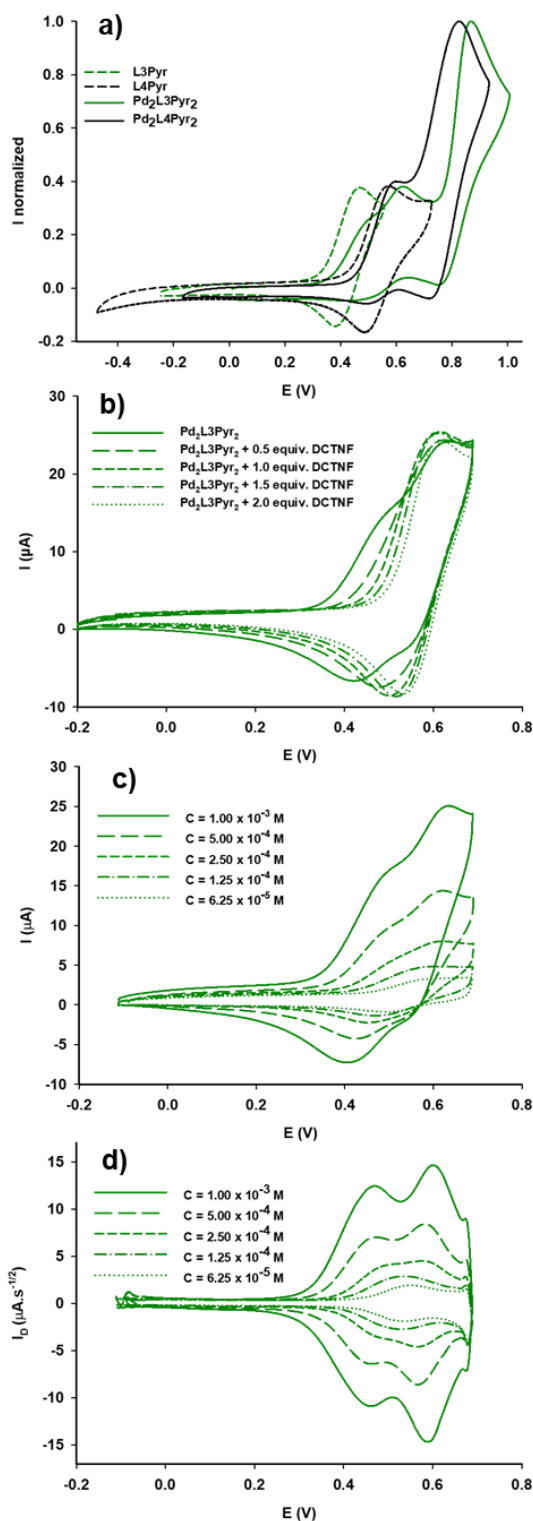 a)
L3Pyr
L4Pyr
Pd₂L3Pyr₂
Pd₂L4Pyr₂
I normalized
1.0
0.8
0.6
0.4
0.2
0.0
-0.2
-0.4 -0.2 0.0 0.2 0.4 0.6 0.8 1.0
E (V)
b)
Pd₂L3Pyr₂
Pd₂L3Pyr₂ + 0.5 equiv. DCTNF
Pd₂L3Pyr₂ + 1.0 equiv. DCTNF
Pd₂L3Pyr₂ + 1.5 equiv. DCTNF
Pd₂L3Pyr₂ + 2.0 equiv. DCTNF
I (µA)
30
20
10
0
-10
-0.2 0.0 0.2 0.4 0.6 0.8
E (V)
c)
C = 1.00 x 10⁻³ M
C = 5.00 x 10⁻⁴ M
C = 2.50 x 10⁻⁴ M
C = 1.25 x 10⁻⁴ M
C = 6.25 x 10⁻⁵ M
I (µA)
30
25
20
15
10
5
0
-5
-10
-0.2 0.0 0.2 0.4 0.6 0.8
E (V)
d)
C = 1.00 x 10⁻³ M
C = 5.00 x 10⁻⁴ M
C = 2.50 x 10⁻⁴ M
C = 1.25 x 10⁻⁴ M
C = 6.25 x 10⁻⁵ M
I_D (µA.s⁻¹/²)
15
10
5
0
-5
-10
-15
-0.2 0.0 0.2 0.4 0.6 0.8
E (V)